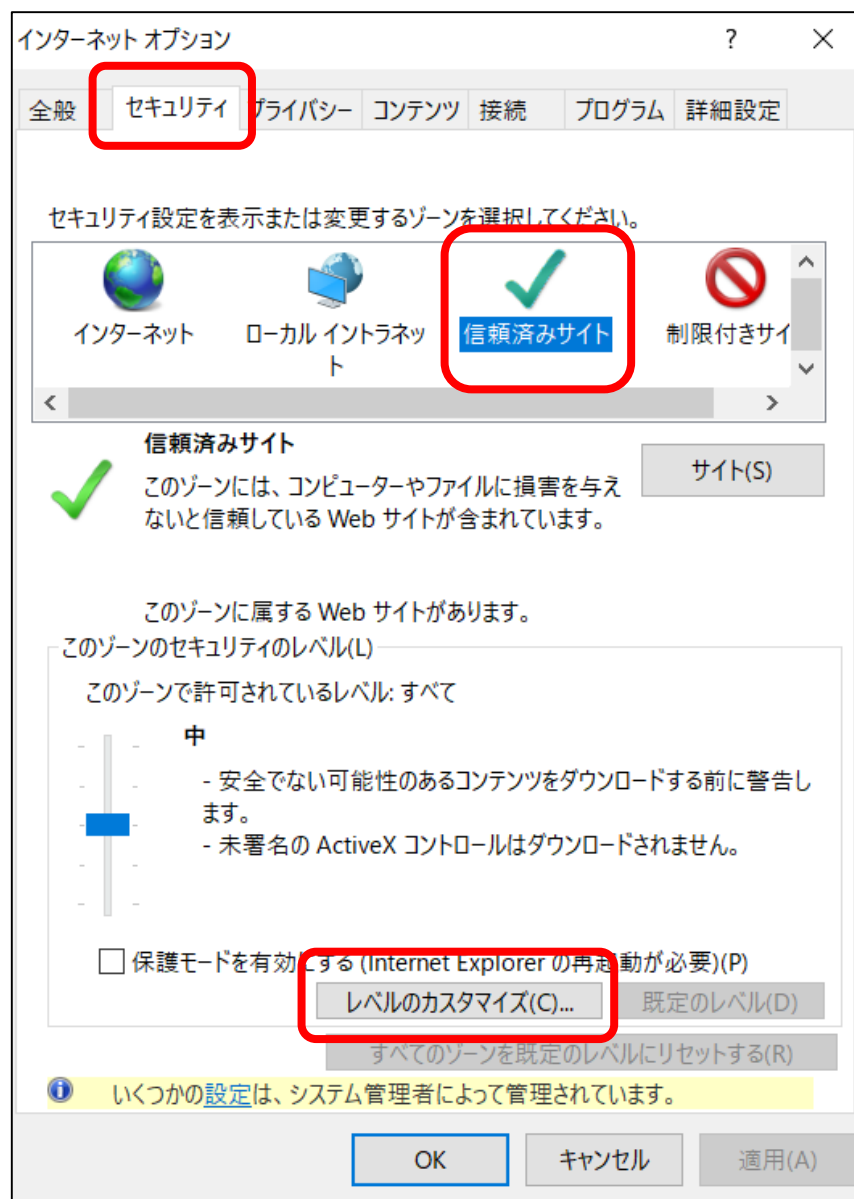 インターネット オプション ?
全般 セキュリティ プライバシー コンテンツ 接続 プログラム 詳細設定
セキュリティ設定を表示または変更するゾーンを選択してください。
インターネット
ローカル イントラネッ
ト
信頼済みサイト
制限付きサイ
信頼済みサイト
このゾーンには、コンピューターやファイルに損害を与え
ないと信頼している Web サイトが含まれています。
サイト(S)
このゾーンに属する Web サイトがあります。
このゾーンのセキュリティのレベル(L)
このゾーンで許可されているレベル: すべて
中
- 安全でない可能性のあるコンテンツをダウンロードする前に警告し
ます。
- 未署名の ActiveX コントロールはダウンロードされません。
保護モードを有効にする (Internet Explorer の再起動が必要)(P)
レベルのカスタマイズ(C)... 既定のレベル(D)
すべてのゾーンを既定のレベルにリセットする(R)
いくつかの設定は、システム管理者によって管理されています。
OK キャンセル 適用(A)